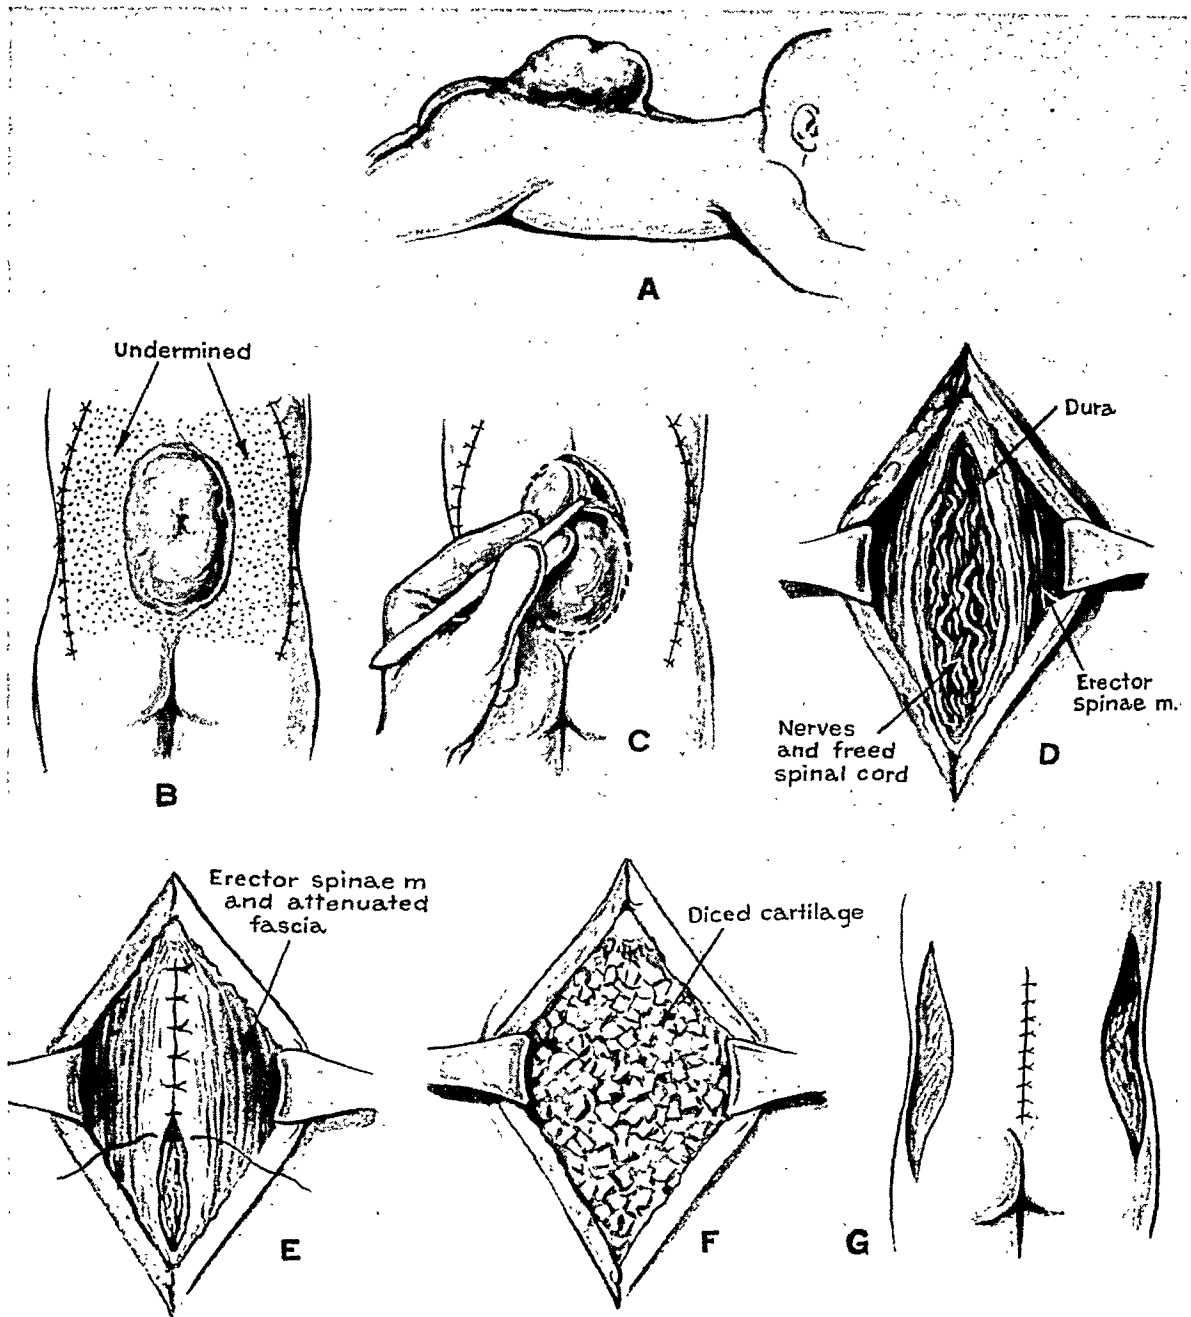 A
Undermined
B
C
Dura
Erector
spinae m.
Nerves
and freed
spinal cord
D
Erector spinae m
and attenuated
fascia
E
Diced cartilage
F
G